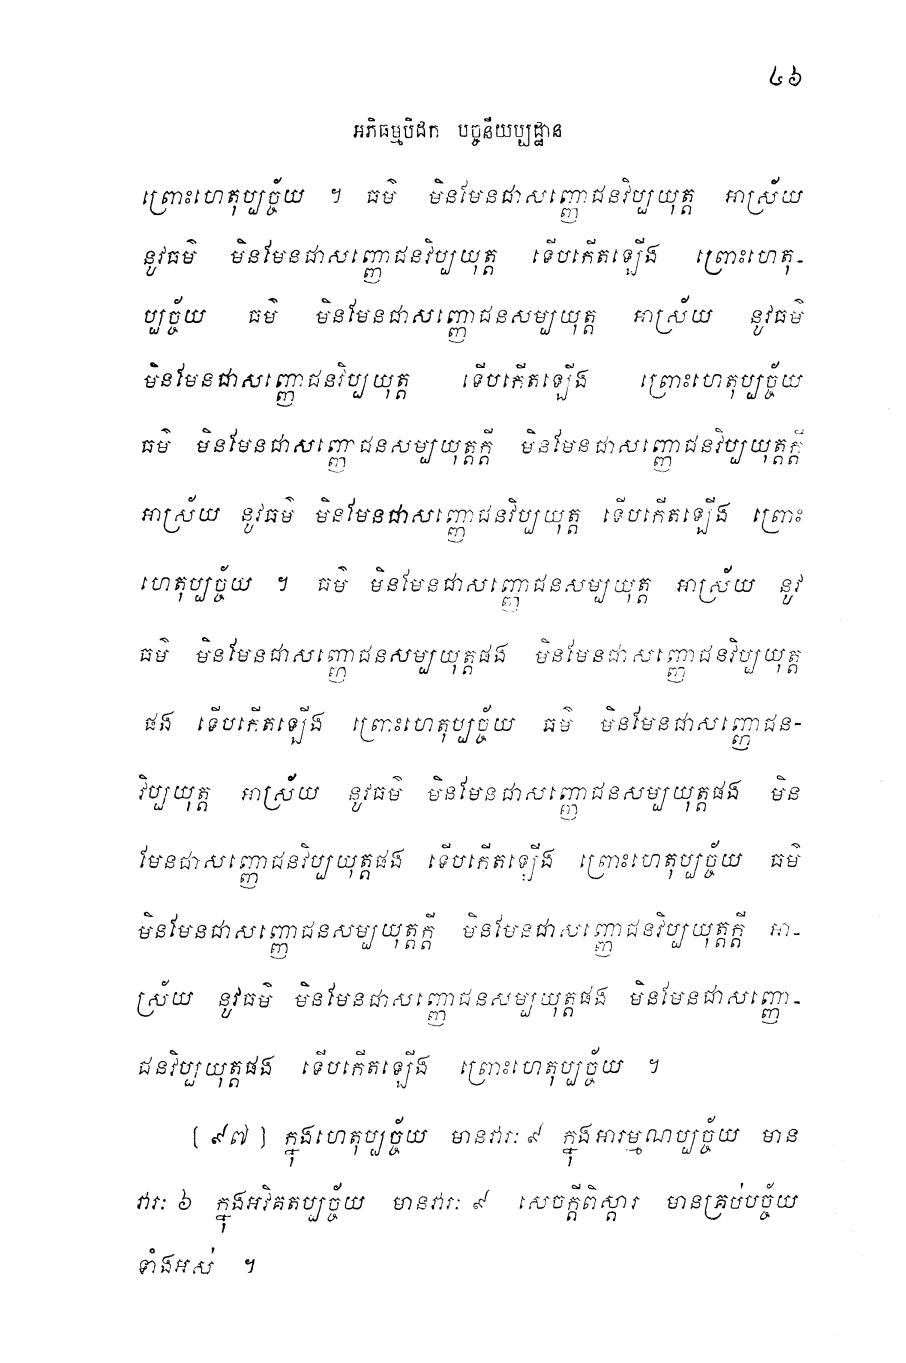 ៤៦
អភិធម្មបិដក បច្ចនីយប្បដ្ឋាន
ព្រោះហេតុប្បច្ច័យ ។ ធម៌ មិនមែនជាសញ្ញោជនវិប្បយុត្ត អាស្រ័យ
នូវធម៌ មិនមែនជាសញ្ញោជនវិប្បយុត្ត ទើបកើតឡើង ព្រោះហេតុ-
ប្បច្ច័យ ធម៌ មិនមែនជាសញ្ញោជនសម្បយុត្ត អាស្រ័យ នូវធម៌
មិនមែនជាសញ្ញោជនវិប្បយុត្ត ទើបកើតឡើង ព្រោះហេតុប្បច្ច័យ
ធម៌ មិនមែនជាសញ្ញោជនសម្បយុត្តក្តី មិនមែនជាសញ្ញោជនវិប្បយុត្តក្តី
អាស្រ័យ នូវធម៌ មិនមែនជាសញ្ញោជនវិប្បយុត្ត ទើបកើតឡើង ព្រោះ
ហេតុប្បច្ច័យ ។ ធម៌ មិនមែនជាសញ្ញោជនសម្បយុត្ត អាស្រ័យ នូវ
ធម៌ មិនមែនជាសញ្ញោជនសម្បយុត្តផង មិនមែនជាសញ្ញោជនវិប្បយុត្ត
ផង ទើបកើតឡើង ព្រោះហេតុប្បច្ច័យ ធម៌ មិនមែនជាសញ្ញោជន-
វិប្បយុត្ត អាស្រ័យ នូវធម៌ មិនមែនជាសញ្ញោជនសម្បយុត្តផង មិន
មែនជាសញ្ញោជនវិប្បយុត្តផង ទើបកើតឡើង ព្រោះហេតុប្បច្ច័យ ធម៌
មិនមែនជាសញ្ញោជនសម្បយុត្តក្តី មិនមែនជាសញ្ញោជនវិប្បយុត្តក្តី អា-
ស្រ័យ នូវធម៌ មិនមែនជាសញ្ញោជនសម្បយុត្តផង មិនមែនជាសញ្ញោ-
ជនវិប្បយុត្តផង ទើបកើតឡើង ព្រោះហេតុប្បច្ច័យ ។
[ ៩៧ ] ក្នុងហេតុប្បច្ច័យ មានវារៈ ៩ ក្នុងអារម្មណប្បច្ច័យ មាន
វារៈ ៦ ក្នុងអវិគតប្បច្ច័យ មានវារៈ ៩ សេចក្តីពិស្តារ មានគ្រប់បច្ច័យ
ទាំងអស់ ។